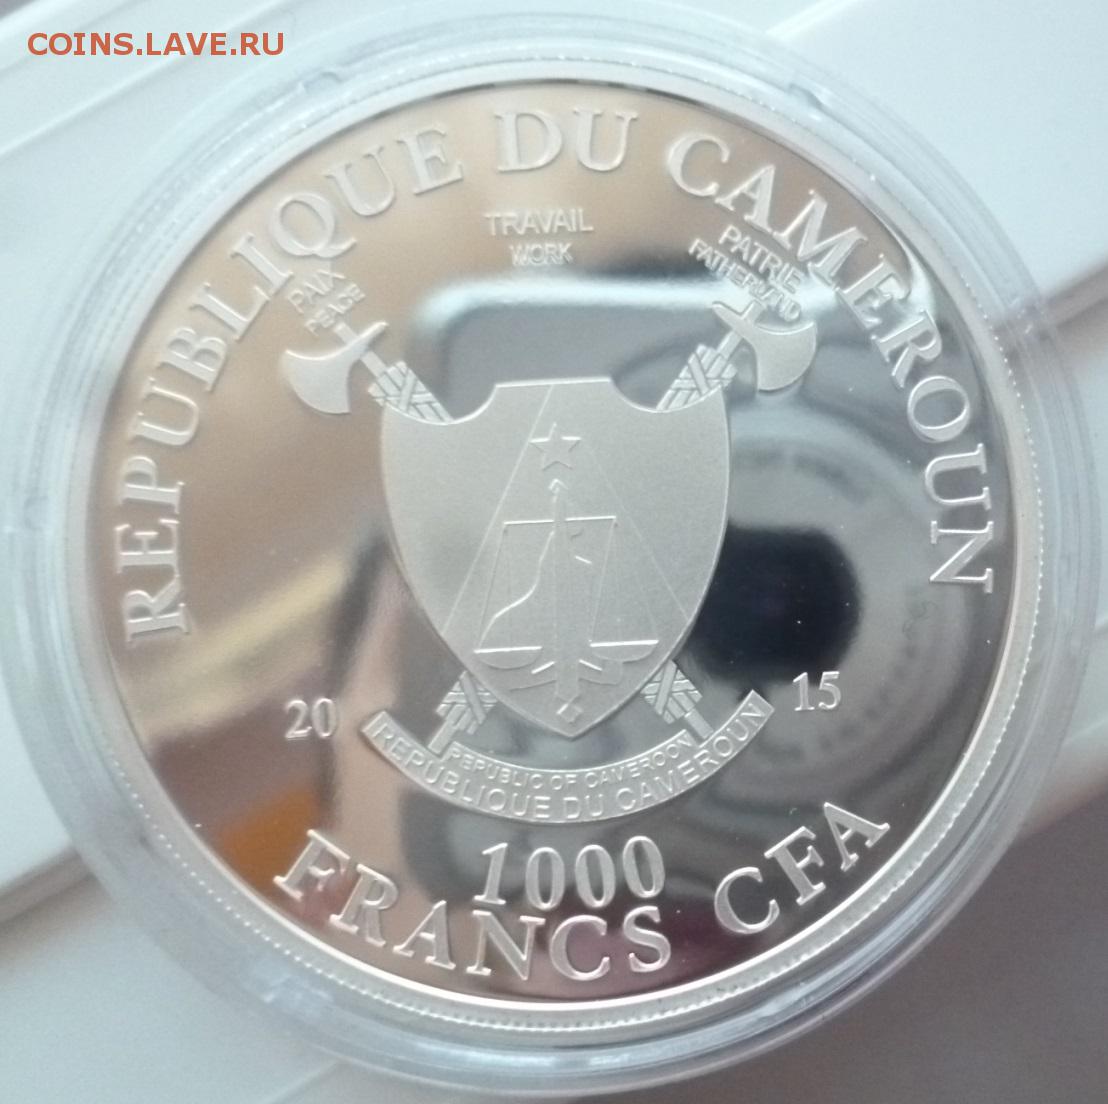 COINS.LAVE.RU
REPUBLIQUE DU CAMEROUN
TRAVAIL
WORK
PAIX
PEACE
PATRIE
FATHERLAND
20 15
REPUBLIC OF CAMEROON
REPUBLIQUE DU CAMEROUN
1000
FRANCS CFA